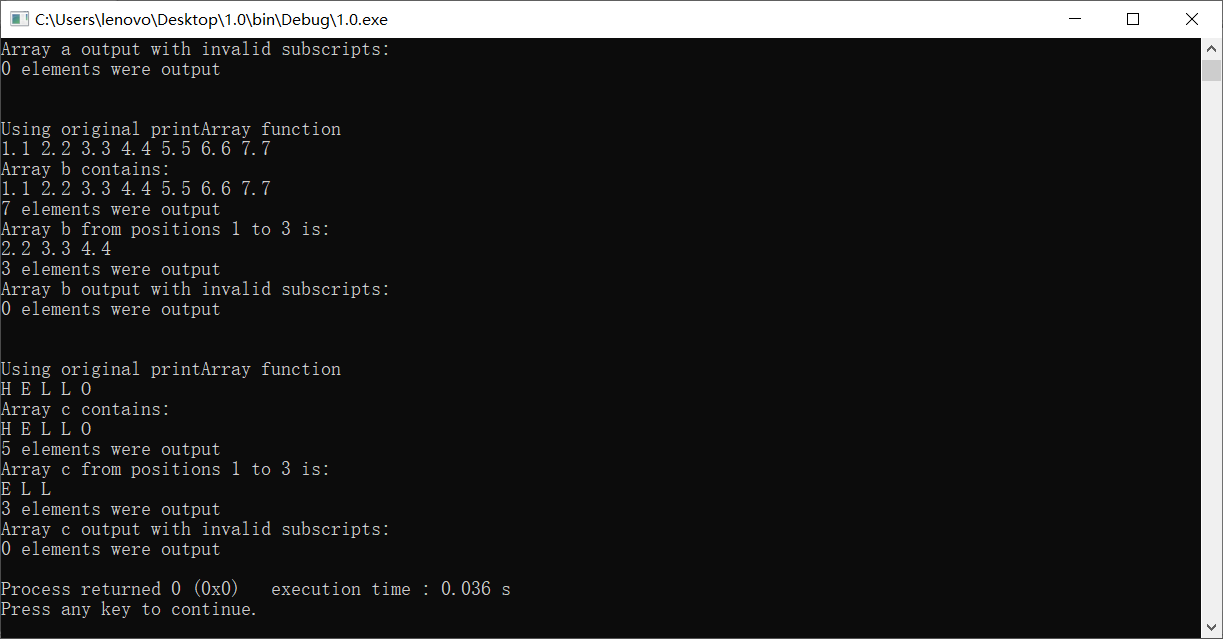 C:\Users\lenovo\Desktop\1.0\bin\Debug\1.0.exe
Array a output with invalid subscripts:
0 elements were output
Using original printArray function
1.1 2.2 3.3 4.4 5.5 6.6 7.7
Array b contains:
1.1 2.2 3.3 4.4 5.5 6.6 7.7
7 elements were output
Array b from positions 1 to 3 is:
2.2 3.3 4.4
3 elements were output
Array b output with invalid subscripts:
0 elements were output
Using original printArray function
H E L L O
Array c contains:
H E L L O
5 elements were output
Array c from positions 1 to 3 is:
E L L
3 elements were output
Array c output with invalid subscripts:
0 elements were output
Process returned 0 (0x0)   execution time : 0.036 s
Press any key to continue.